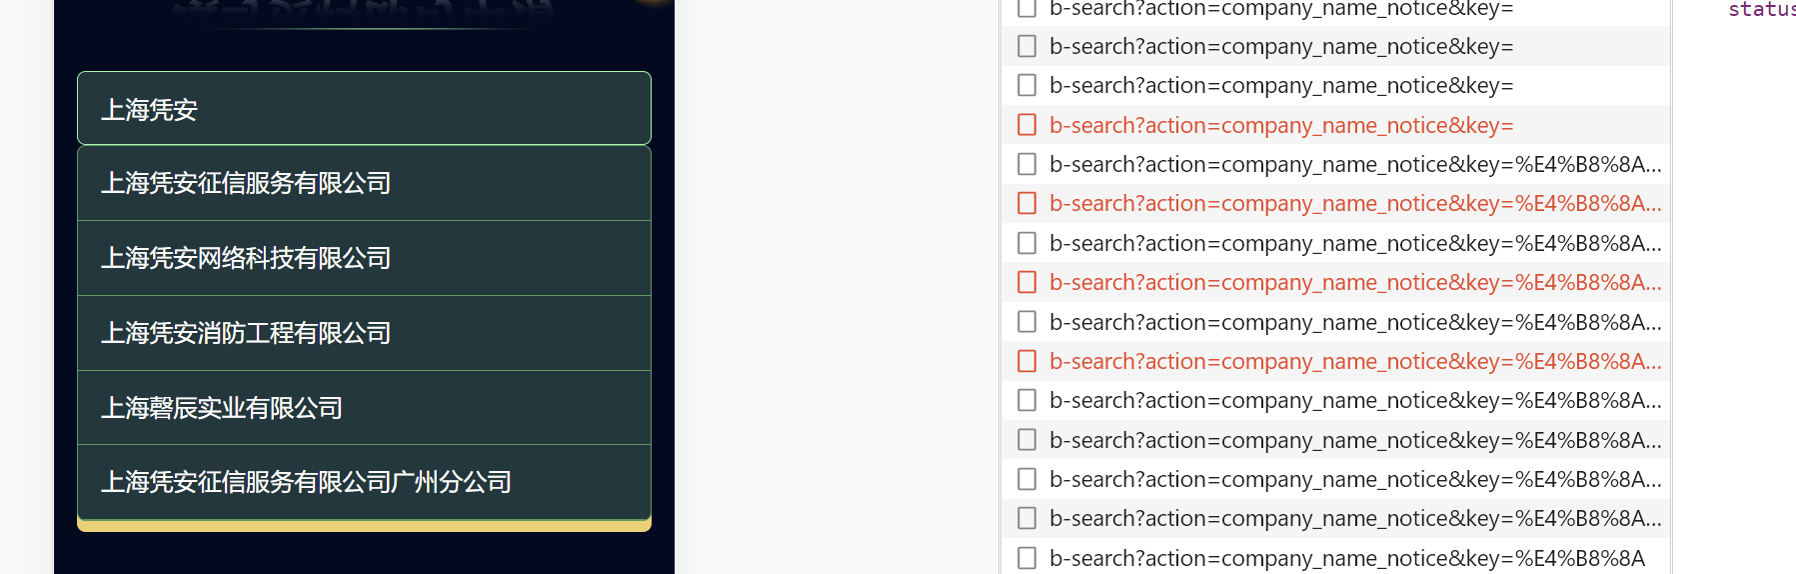 上海凭安
上海凭安征信服务有限公司
上海凭安网络科技有限公司
上海凭安消防工程有限公司
上海磬辰实业有限公司
上海凭安征信服务有限公司广州分公司
b-search?action=company_name_notice&key=
b-search?action=company_name_notice&key=
b-search?action=company_name_notice&key=
b-search?action=company_name_notice&key=
b-search?action=company_name_notice&key=%E4%B8%8A...
b-search?action=company_name_notice&key=%E4%B8%8A...
b-search?action=company_name_notice&key=%E4%B8%8A...
b-search?action=company_name_notice&key=%E4%B8%8A...
b-search?action=company_name_notice&key=%E4%B8%8A...
b-search?action=company_name_notice&key=%E4%B8%8A...
b-search?action=company_name_notice&key=%E4%B8%8A...
b-search?action=company_name_notice&key=%E4%B8%8A...
b-search?action=company_name_notice&key=%E4%B8%8A...
b-search?action=company_name_notice&key=%E4%B8%8A...
b-search?action=company_name_notice&key=%E4%B8%8A
status